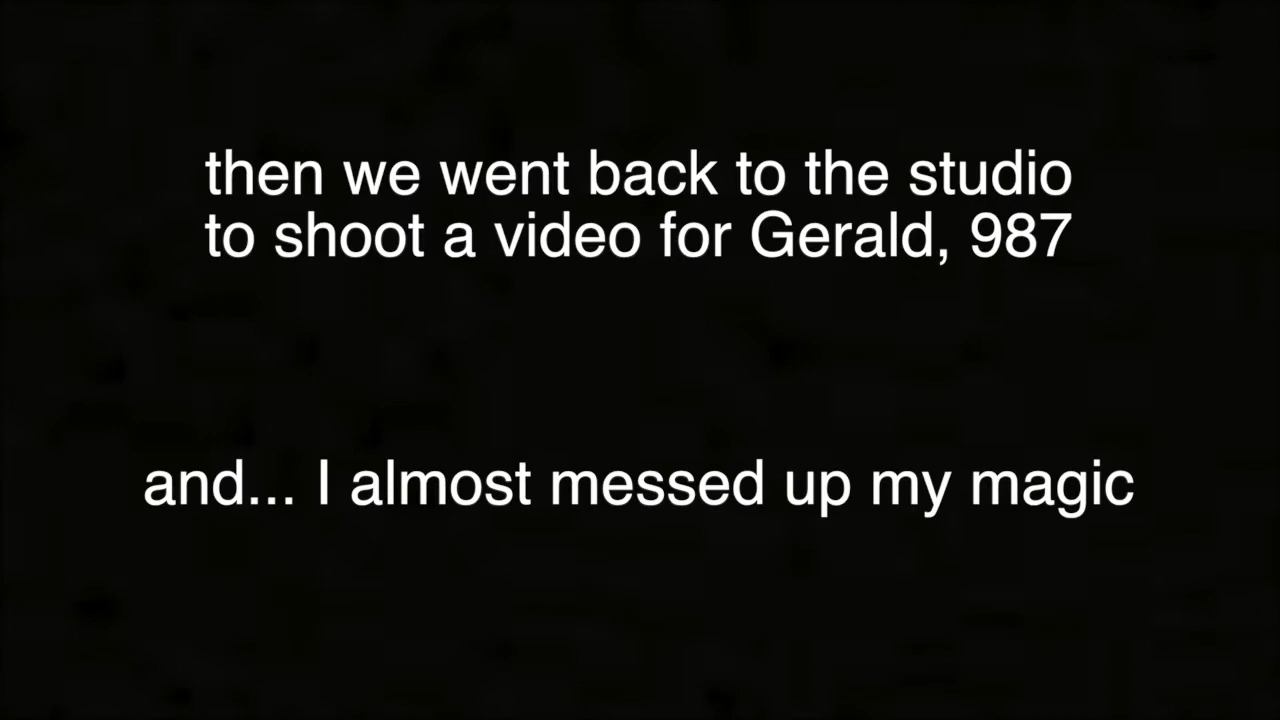 then we went back to the studio
to shoot a video for Gerald, 987
and... I almost messed up my magic